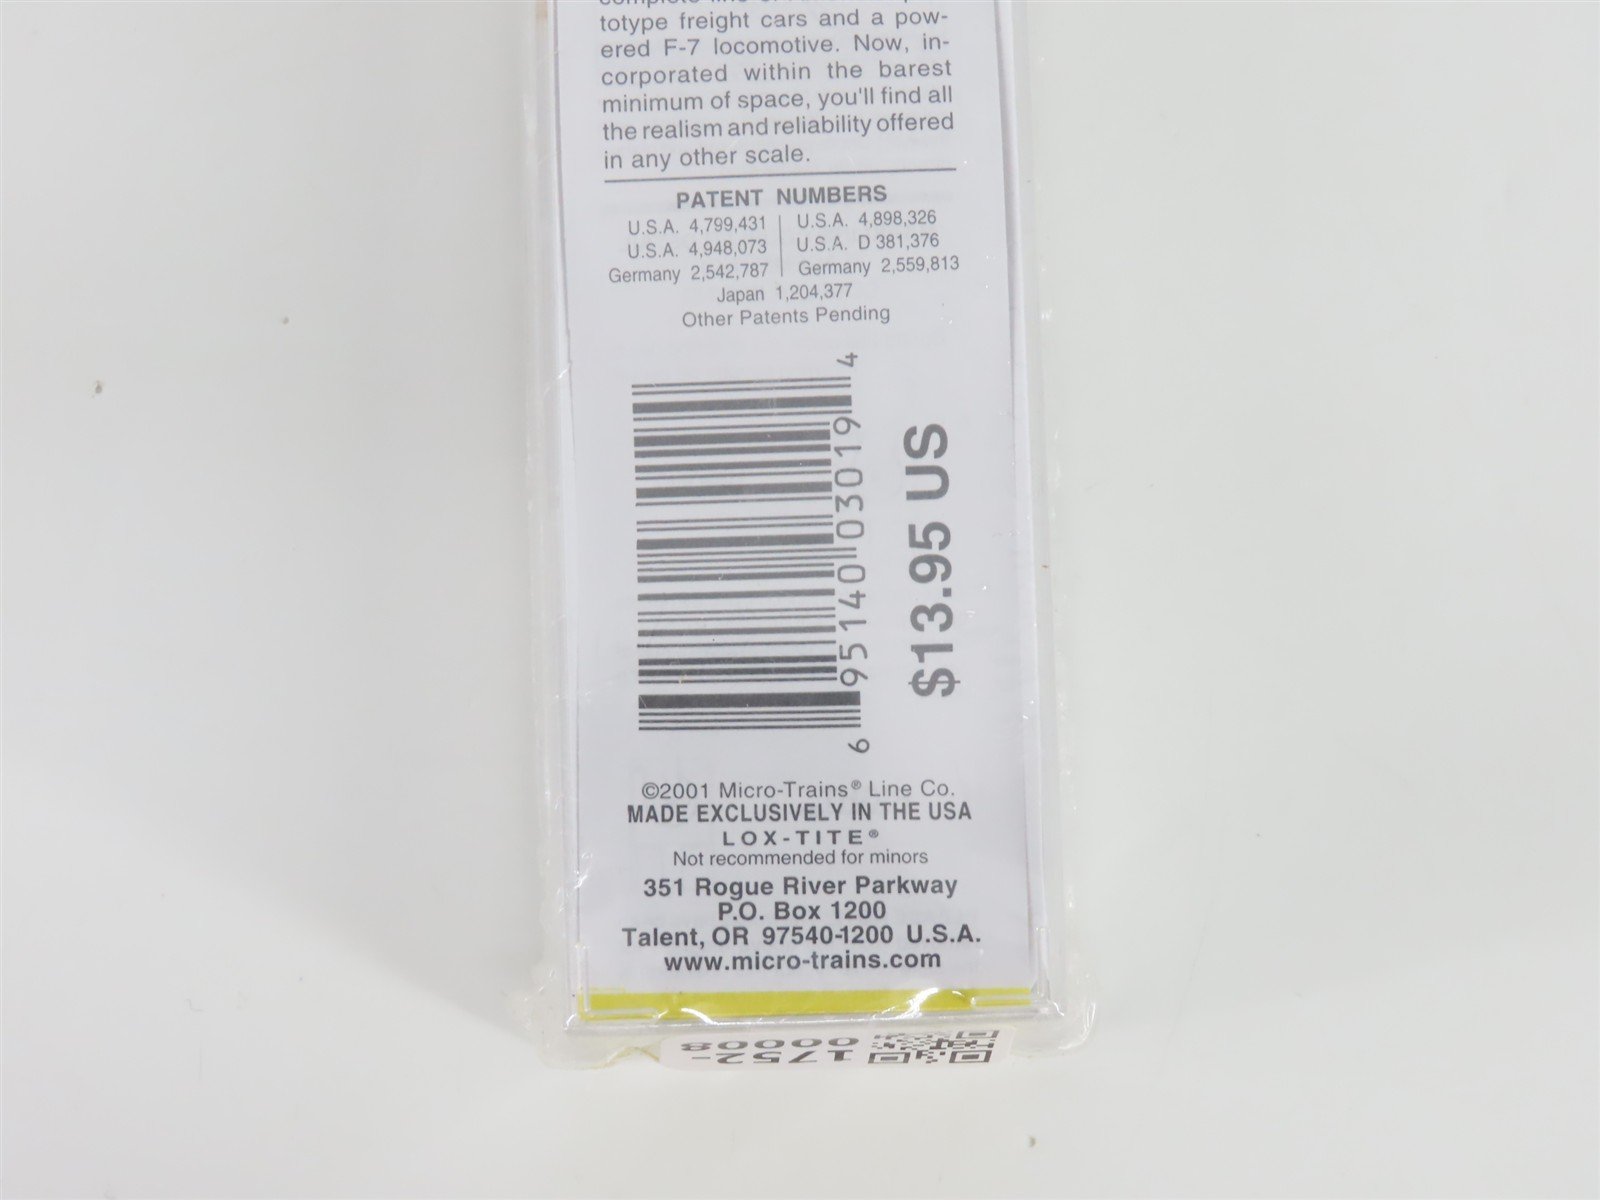 totype freight cars and a pow-
ered F-7 locomotive. Now, in-
corporated within the barest
minimum of space, you'll find all
the realism and reliability offered
in any other scale.
PATENT NUMBERS
U.S.A. 4,799,431 U.S.A. 4,898,326
U.S.A. 4,948,073 U.S.A. D 381,376
Germany 2,542,787 Germany 2,559,813
Japan 1,204,377
Other Patents Pending
6 95140 03019 4
$13.95 US
©2001 Micro-Trains® Line Co.
MADE EXCLUSIVELY IN THE USA
LOX-TITE®
Not recommended for minors
351 Rogue River Parkway
P.O. Box 1200
Talent, OR 97540-1200 U.S.A.
www.micro-trains.com
1752-
00008